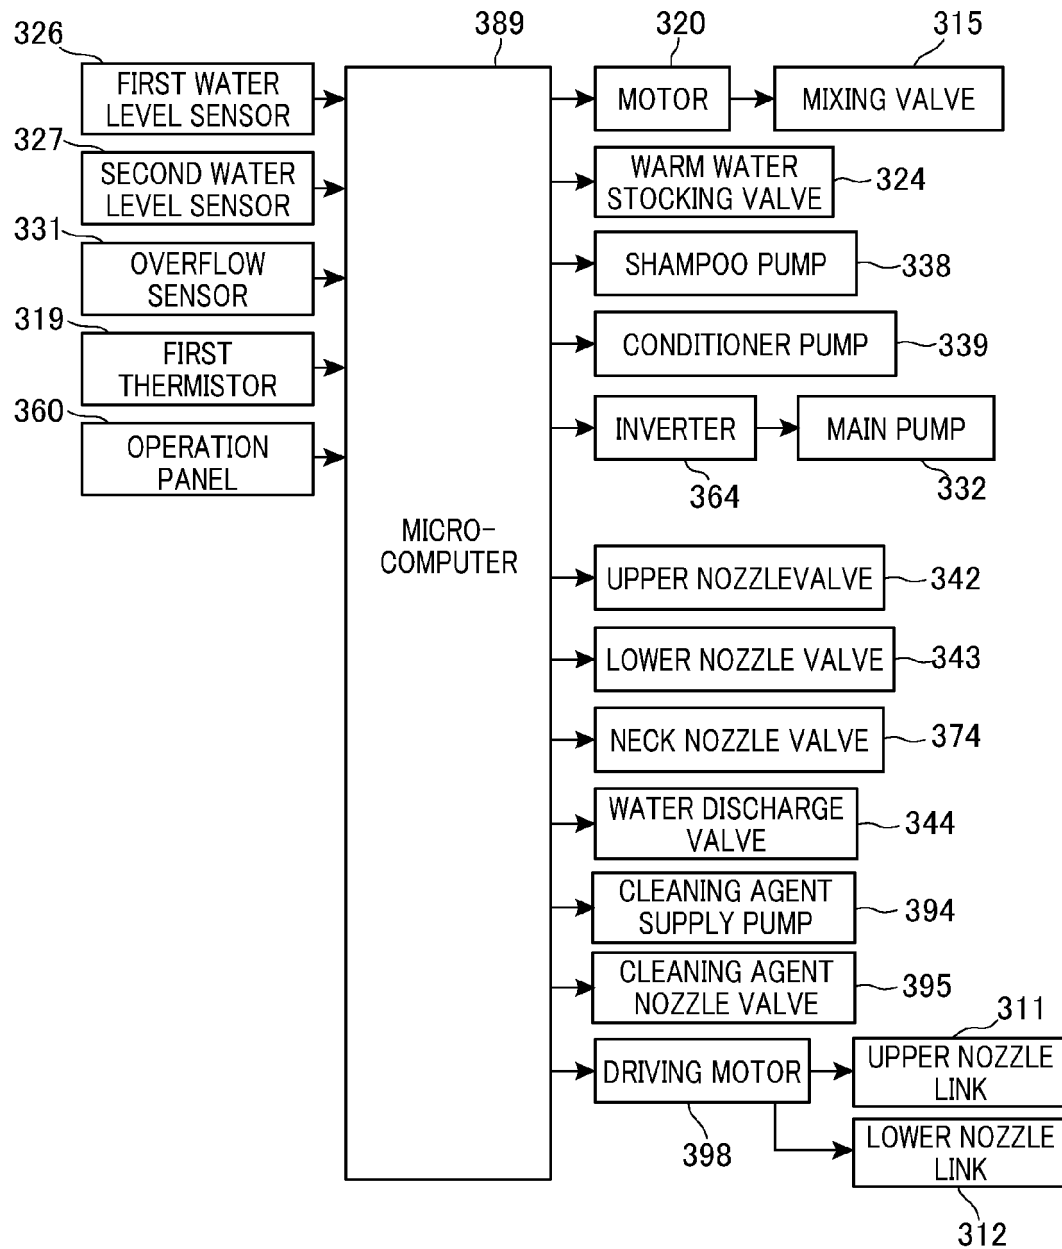 326
FIRST WATER
LEVEL SENSOR
327
SECOND WATER
LEVEL SENSOR
331
OVERFLOW
SENSOR
319
FIRST
THERMISTOR
360
OPERATION
PANEL
389
MICRO-
COMPUTER
320
MOTOR
315
MIXING VALVE
WARM WATER
STOCKING VALVE
324
SHAMPOO PUMP
338
CONDITIONER PUMP
339
INVERTER
364
MAIN PUMP
332
UPPER NOZZLEVALVE
342
LOWER NOZZLE VALVE
343
NECK NOZZLE VALVE
374
WATER DISCHARGE
VALVE
344
CLEANING AGENT
SUPPLY PUMP
394
CLEANING AGENT
NOZZLE VALVE
395
DRIVING MOTOR
398
311
UPPER NOZZLE
LINK
LOWER NOZZLE
LINK
312